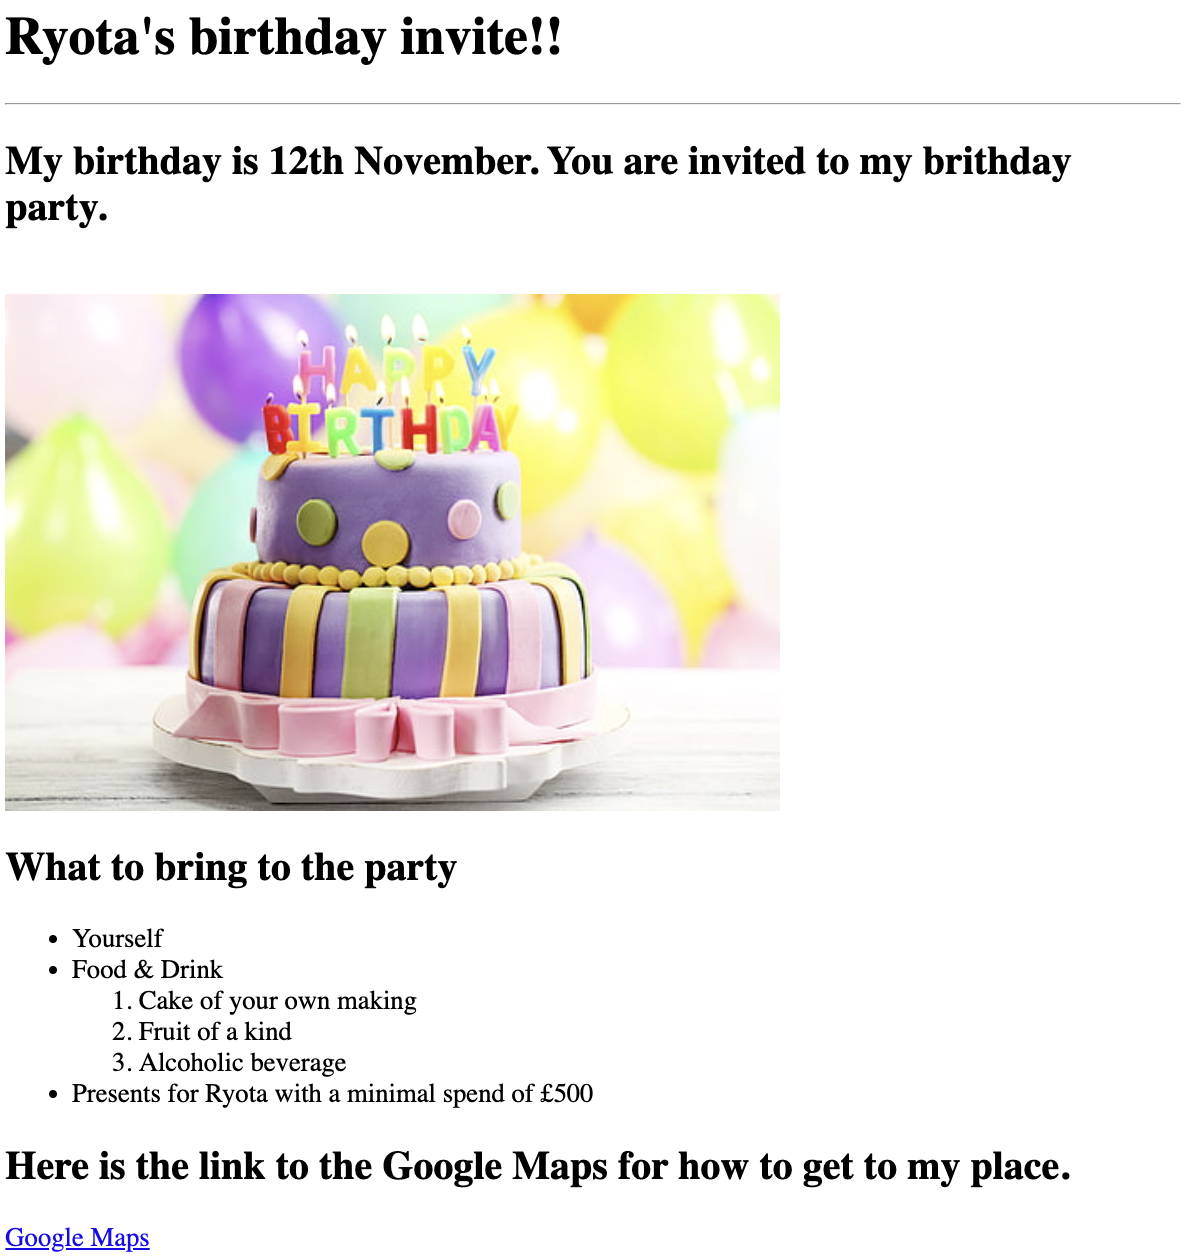 Ryota's birthday invite!!
My birthday is 12th November. You are invited to my brithday
party.
HAPPY
BIRTHDAY
What to bring to the party
• Yourself
• Food & Drink
1. Cake of your own making
2. Fruit of a kind
3. Alcoholic beverage
• Presents for Ryota with a minimal spend of £500
Here is the link to the Google Maps for how to get to my place.
Google Maps